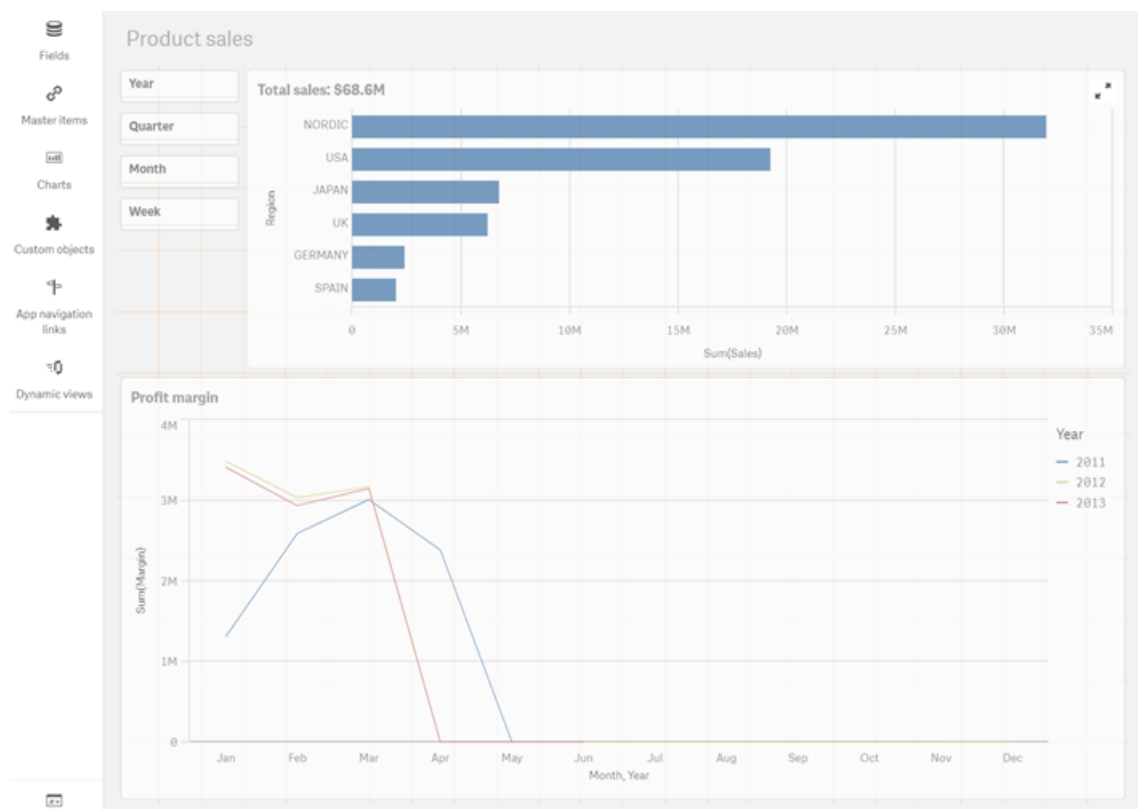 Fields
Master items
Charts
Custom objects
App navigation
links
Dynamic views
Product sales
Year
Quarter
Month
Week
Total sales: $68.6M
Region
NORDIC
USA
JAPAN
UK
GERMANY
SPAIN
0 5M 10M 15M 20M 25M 30M 35M
Sum(Sales)
Profit margin
Sum(Margin)
4M
3M
2M
1M
0
Jan Feb Mar Apr May Jun Jul Aug Sep Oct Nov Dec
Month, Year
Year
2011
2012
2013